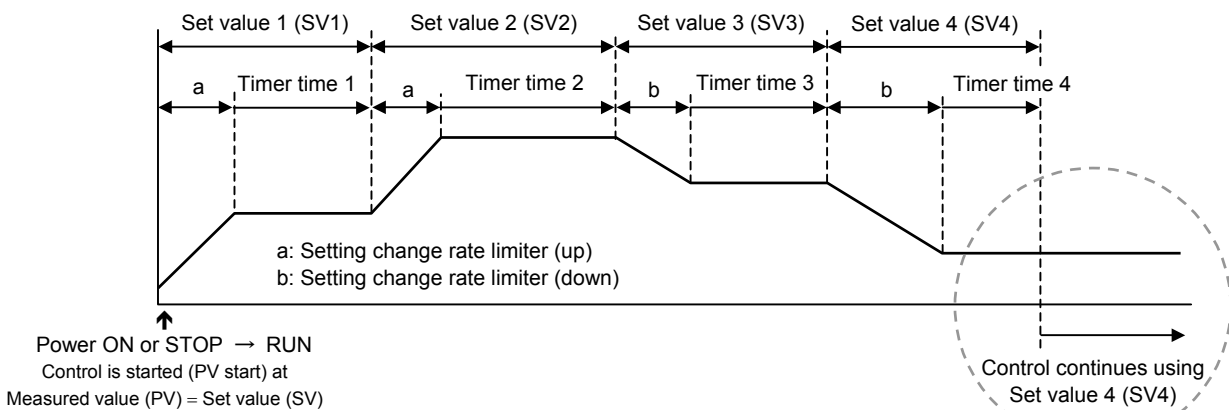 Set value 1 (SV1)
Set value 2 (SV2)
Set value 3 (SV3)
Set value 4 (SV4)
a
Timer time 1
a
Timer time 2
b
Timer time 3
b
Timer time 4
a: Setting change rate limiter (up)
b: Setting change rate limiter (down)
Power ON or STOP → RUN
Control is started (PV start) at
Measured value (PV) = Set value (SV)
Control continues using
Set value 4 (SV4)